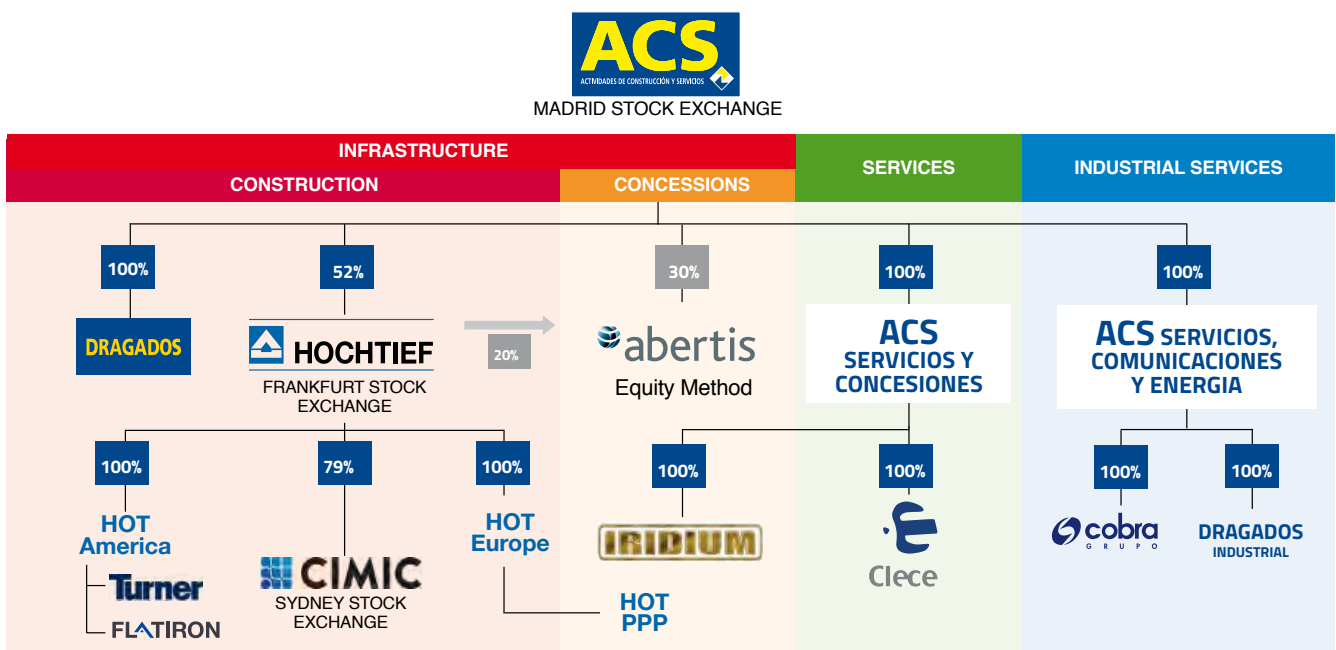 ACS
ACTIVIDADES DE CONSTRUCCIÓN Y SERVICIOS
MADRID STOCK EXCHANGE
INFRASTRUCTURE
SERVICES
INDUSTRIAL SERVICES
CONSTRUCTION
CONCESSIONS
100%
52%
30%
100%
100%
DRAGADOS
HOCHTIEF
FRANKFURT STOCK
EXCHANGE
20%
abertis
Equity Method
ACS
SERVICIOS Y
CONCESIONES
ACS SERVICIOS,
COMUNICACIONES
Y ENERGIA
100%
79%
100%
100%
100%
100%
100%
HOT
America
Turner
FLATIRON
CIMIC
SYDNEY STOCK
EXCHANGE
HOT
Europe
IRIDIUM
HOT
PPP
Clece
cobra
GRUPO
DRAGADOS
INDUSTRIAL